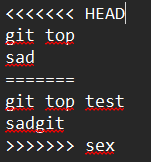 <<<<<<< HEAD
git top
sad
=======
git top test
sadgit
>>>>>>> sex